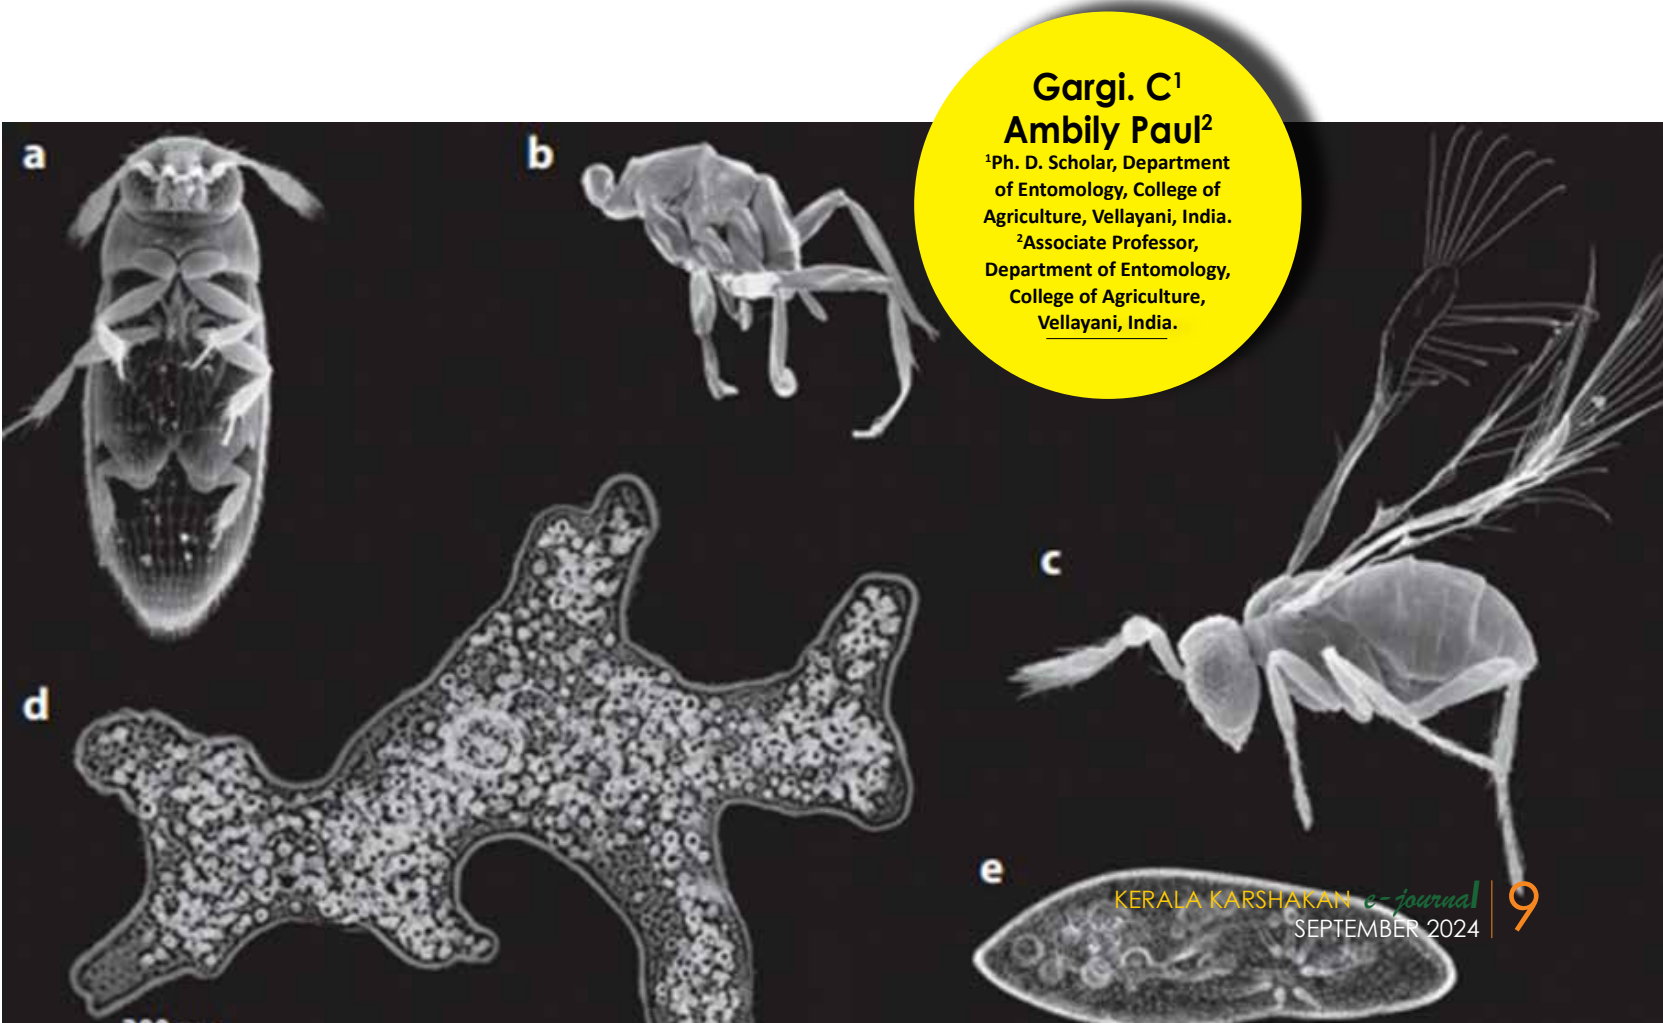 Gargi. C1
Ambily Paul2
1Ph. D. Scholar, Department
of Entomology, College of
Agriculture, Vellayani, India.
2Associate Professor,
Department of Entomology,
College of Agriculture,
Vellayani, India.
a
b
c
d
e
KERALA KARSHAKAN e-journal
SEPTEMBER 2024
9